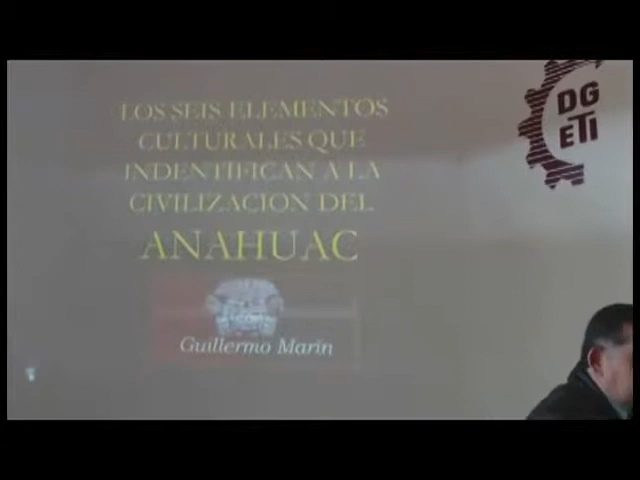 LOS SEIS ELEMENTOS
CULTURALES QUE
INDENTIFICAN A LA
CIVILIZACION DEL
ANAHUAC
Guillermo Marín
DG
ETI